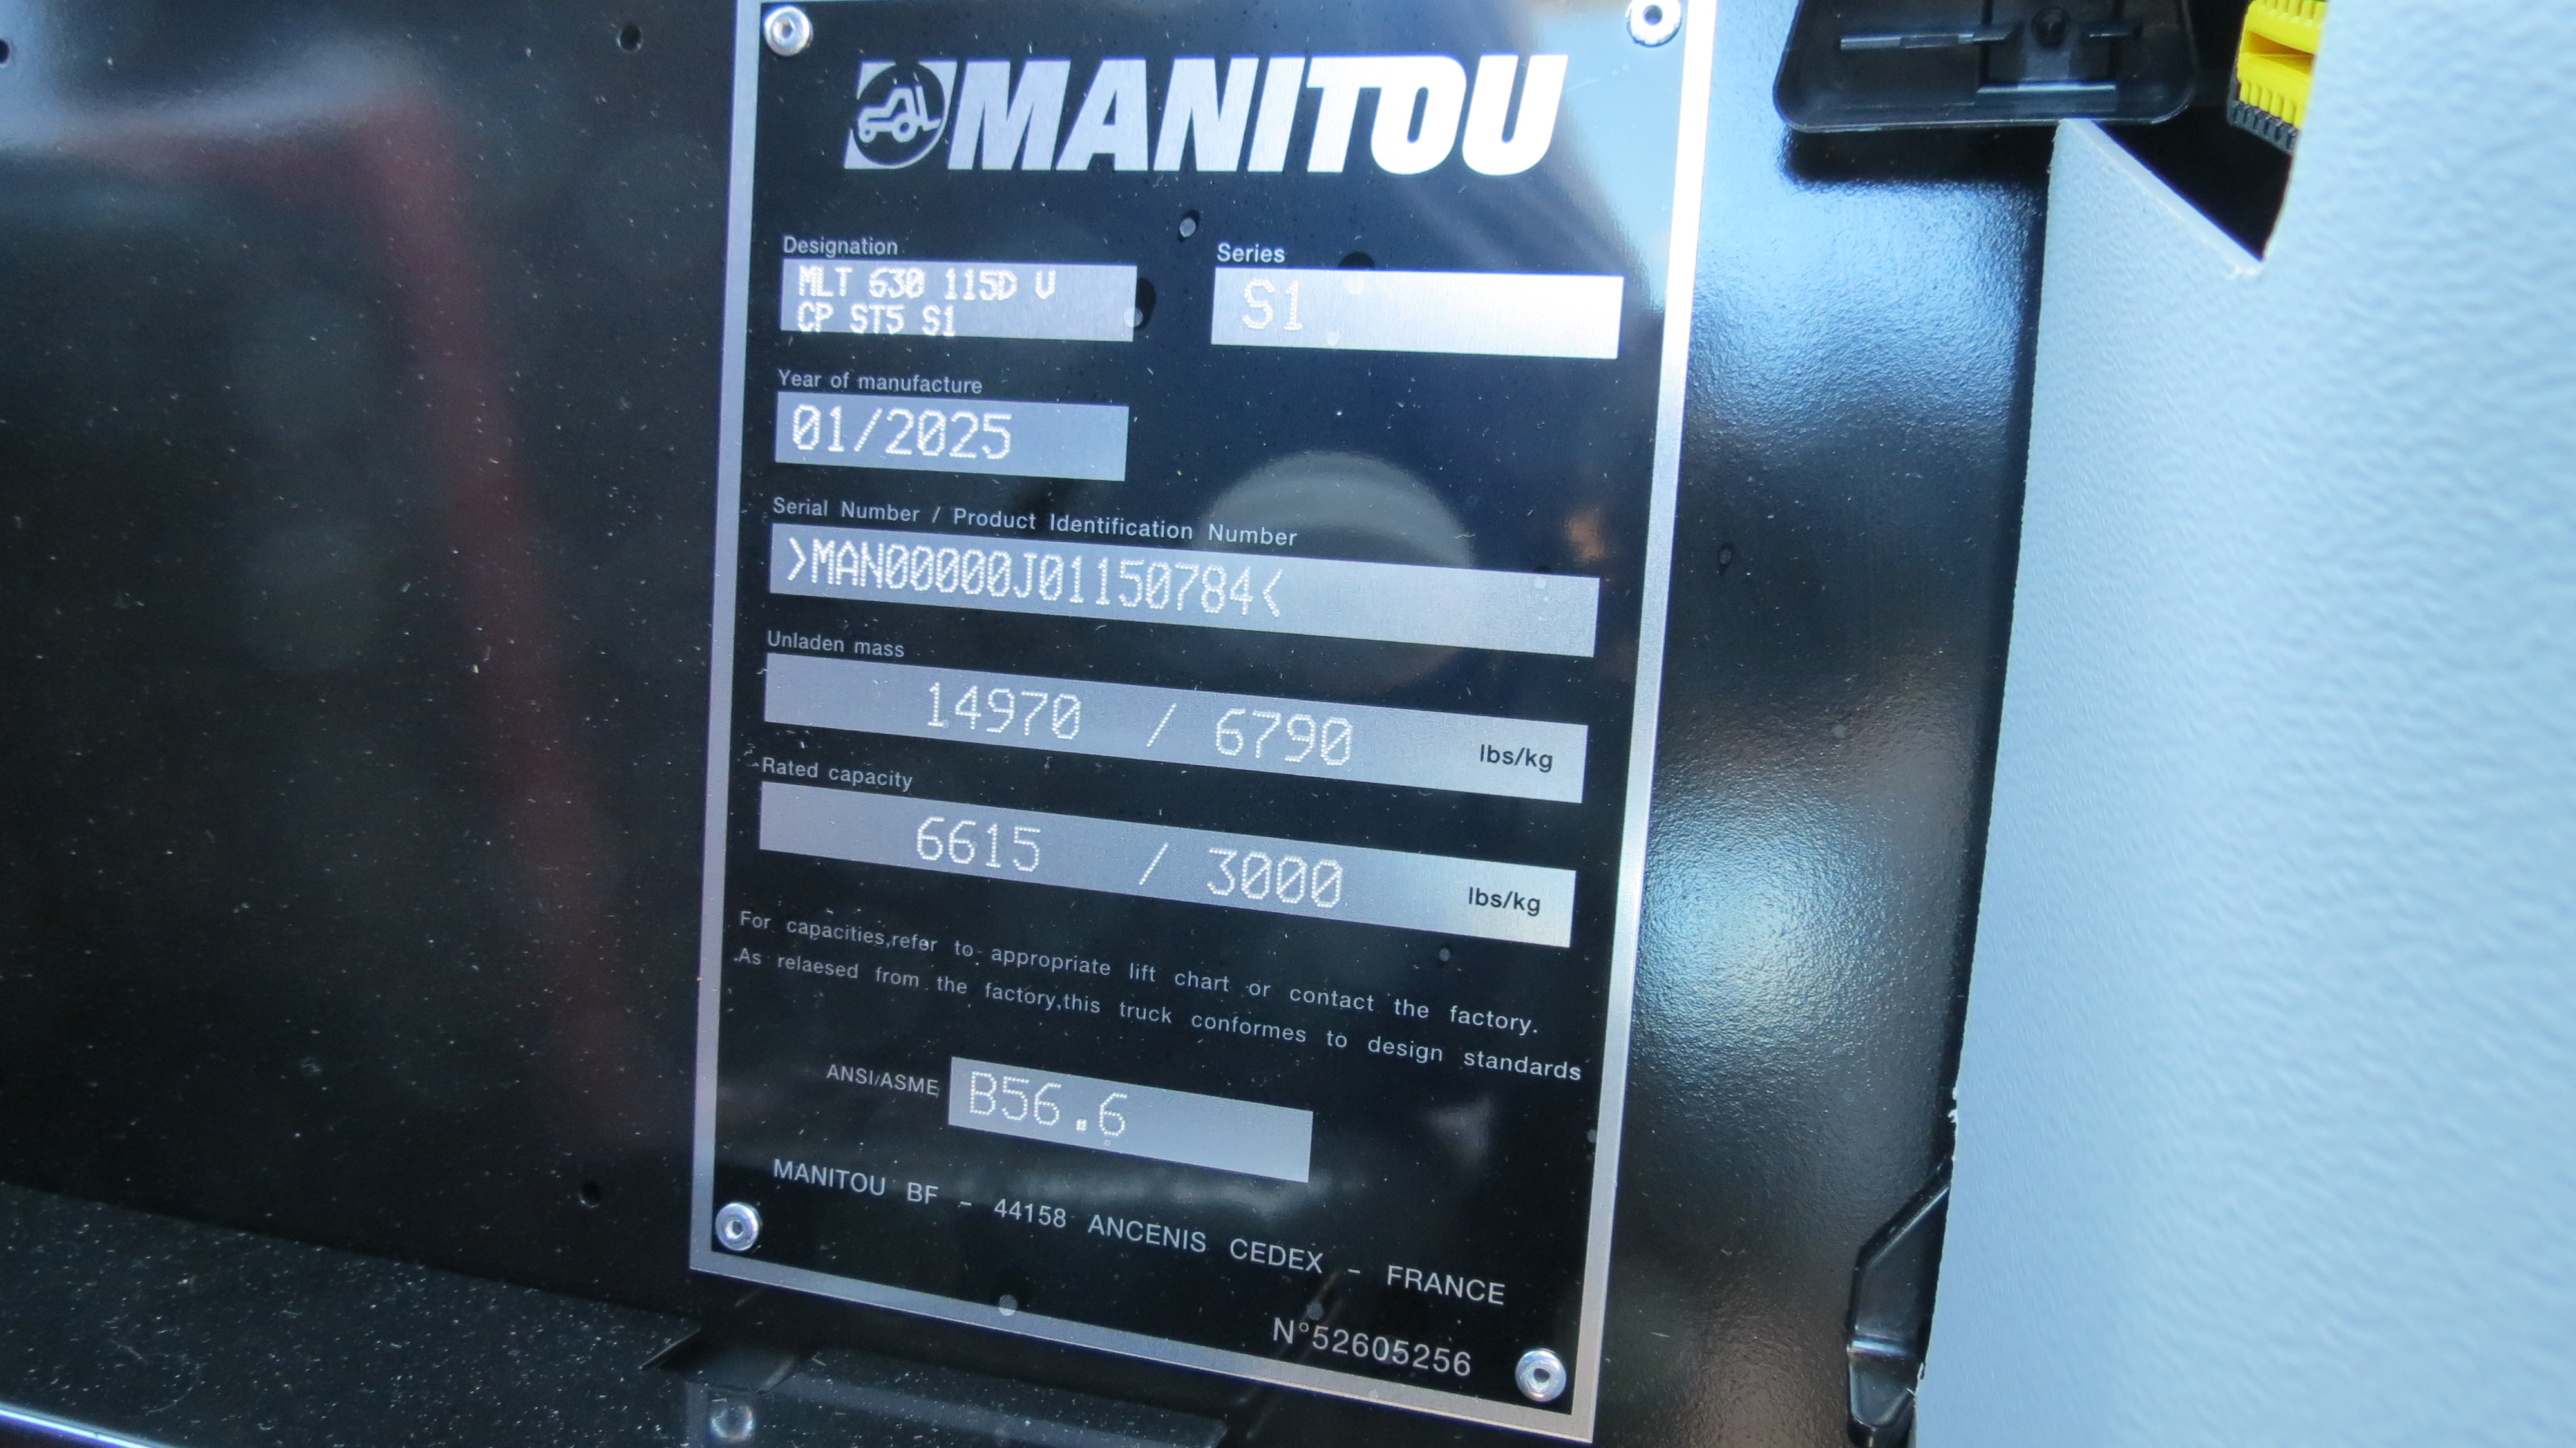 MANITOU
Designation
MLT 630 115D V
CP ST5 S1
Series
S1
Year of manufacture
01/2025
Serial Number / Product Identification Number
>MAN00000J01150784<
Unladen mass
14970 / 6790 lbs/kg
Rated capacity
6615 / 3000 lbs/kg
For capacities,refer to appropriate lift chart or contact the factory.
As relaesed from the factory,this truck conformes to design standards
ANSI/ASME B56.6
MANITOU BF - 44158 ANCENIS CEDEX - FRANCE
N°52605256